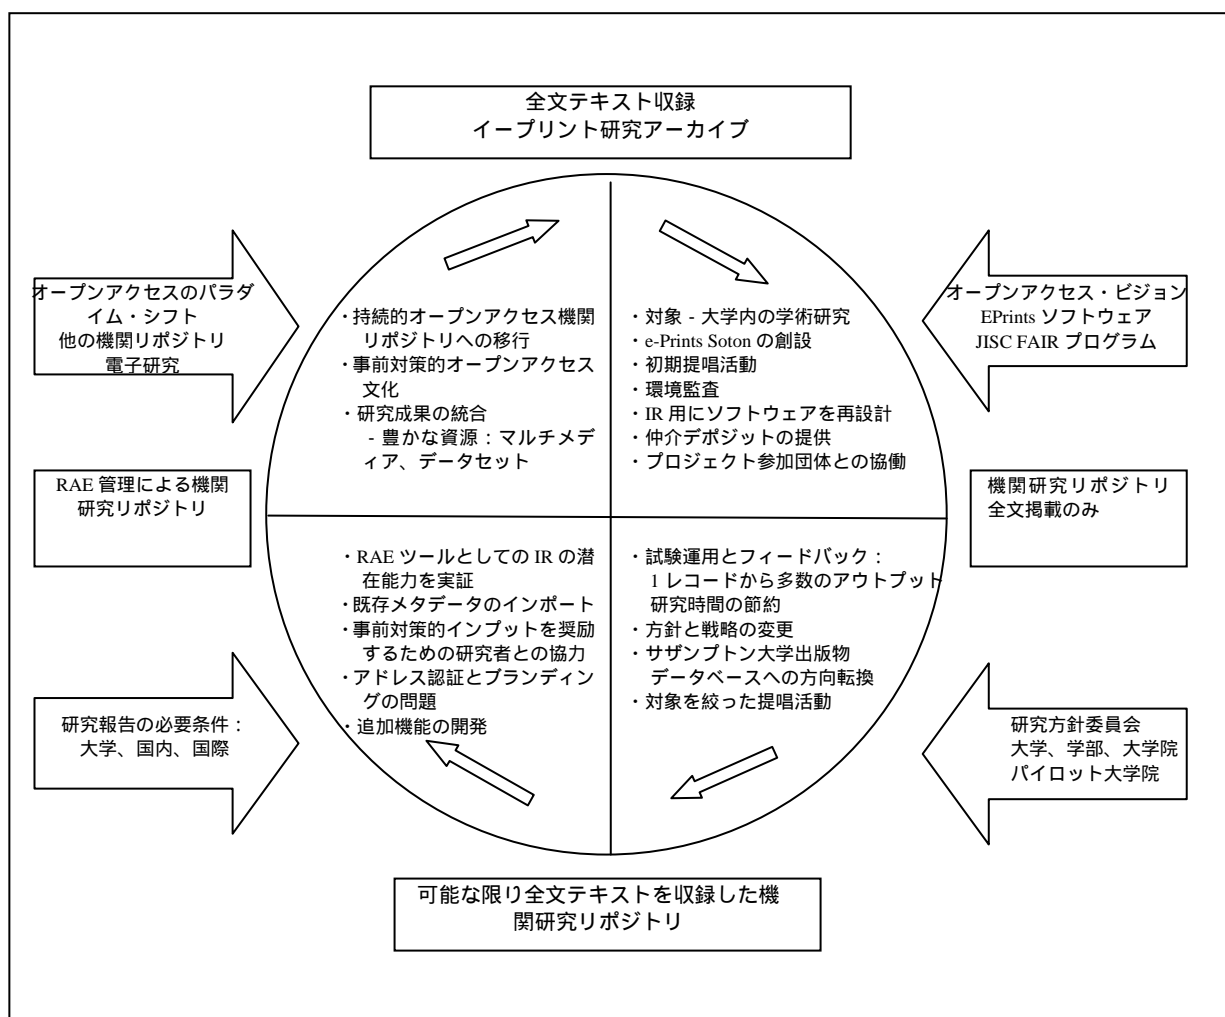 全文テキスト収録
イープリント研究アーカイブ
オープンアクセスのパラダ
イム・シフト
他の機関リポジトリ
電子研究
・持続的オープンアクセス機関
リポジトリへの移行
・事前対策的オープンアクセス
文化
・研究成果の統合
- 豊かな資源：マルチメデ
ィア、データセット
・対象 - 大学内の学術研究
・e-Prints Soton の創設
・初期提唱活動
・環境監査
・IR 用にソフトウェアを再設計
・仲介デポジットの提供
・プロジェクト参加団体との協働
オープンアクセス・ビジョン
EPrints ソフトウェア
JISC FAIR プログラム
RAE 管理による機関
研究リポジトリ
機関研究リポジトリ
全文掲載のみ
・RAE ツールとしての IR の潜
在能力を実証
・既存メタデータのインポート
・事前対策的インプットを奨励
するための研究者との協力
・アドレス認証とブランディン
グの問題
・追加機能の開発
・試験運用とフィードバック：
1 レコードから多数のアウトプット
研究時間の節約
・方針と戦略の変更
・サザンプトン大学出版物
データベースへの方向転換
・対象を絞った提唱活動
研究報告の必要条件：
大学、国内、国際
研究方針委員会
大学、学部、大学院
パイロット大学院
可能な限り全文テキストを収録した機
関研究リポジトリ